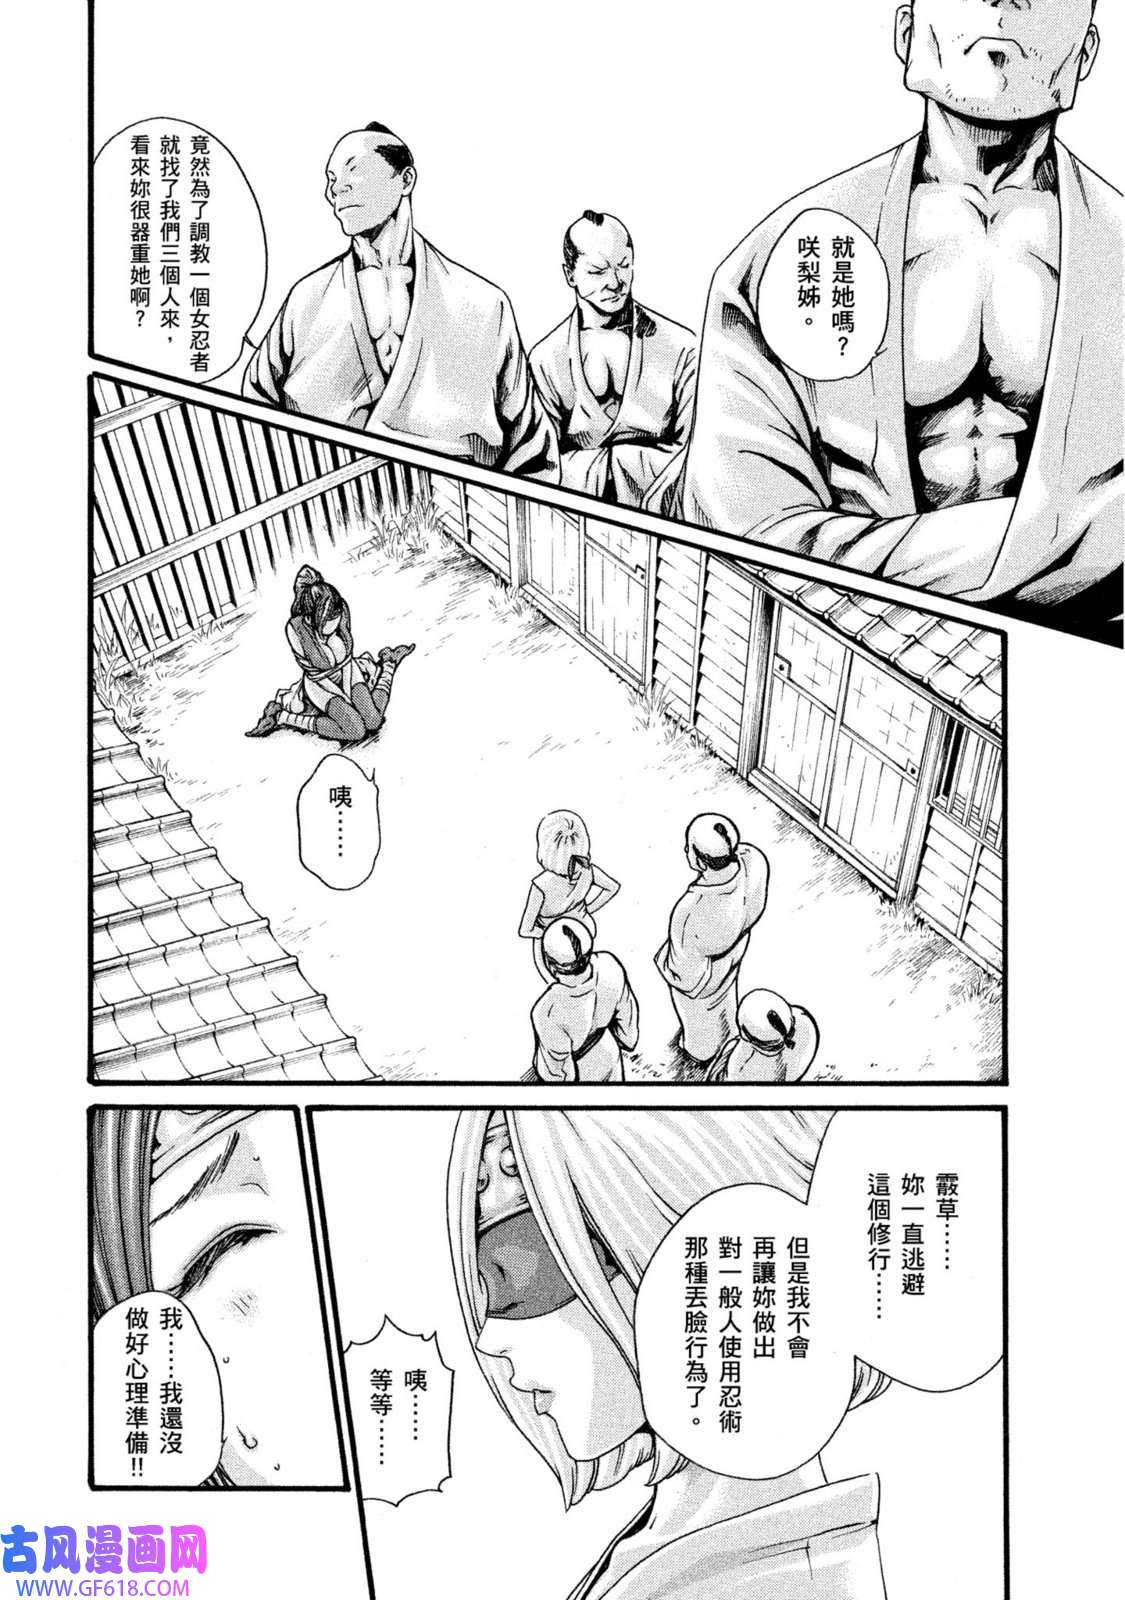 就是她嗎？
咲梨姊。
竟然為了調教一個女忍者
就找了我們三個人來，
看來妳很器重她啊？
咦……
霞草……
妳一直逃避
這個修行……
但是我不會
再讓妳做出
對一般人使用忍術
那種丟臉行為了。
咦……
等等……
我……我還沒
做好心理準備!!
古风漫画网
WWW.GF618.COM